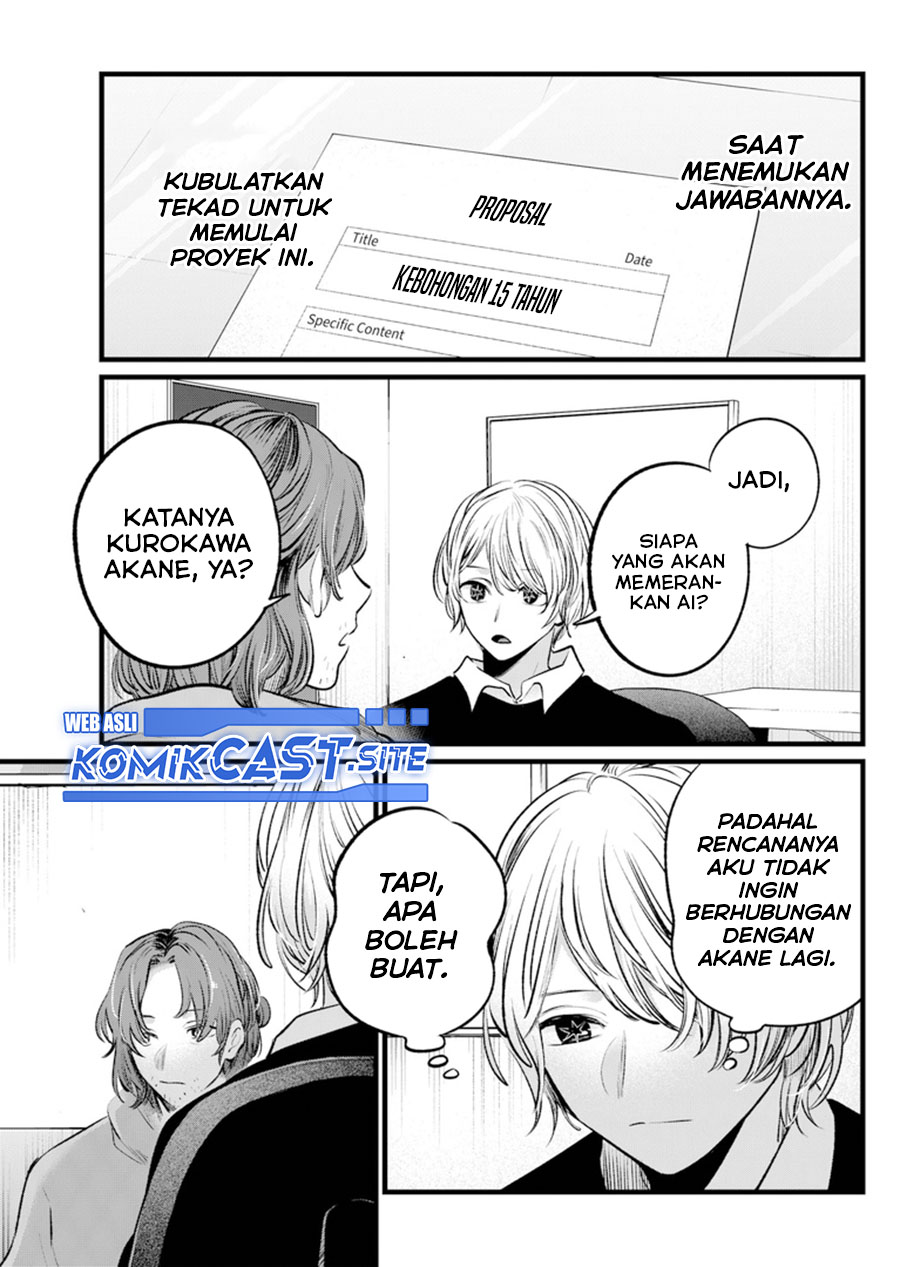 SAAT
MENEMUKAN
JAWABANNYA.
KUBULATKAN
TEKAD UNTUK
MEMULAI
PROYEK INI.
PROPOSAL
Title
Date
KEBOHONGAN 15 TAHUN
Specific Content
JADI,
SIAPA
YANG AKAN
MEMERAN-
KAN AI?
KATANYA
KUROKAWA
AKANE, YA?
WEB ASLI
KOMIKCAST.SITE
PADAHAL
RENCANANYA
AKU TIDAK
INGIN
BERHUBUNGAN
DENGAN
AKANE LAGI.
TAPI,
APA
BOLEH
BUAT.